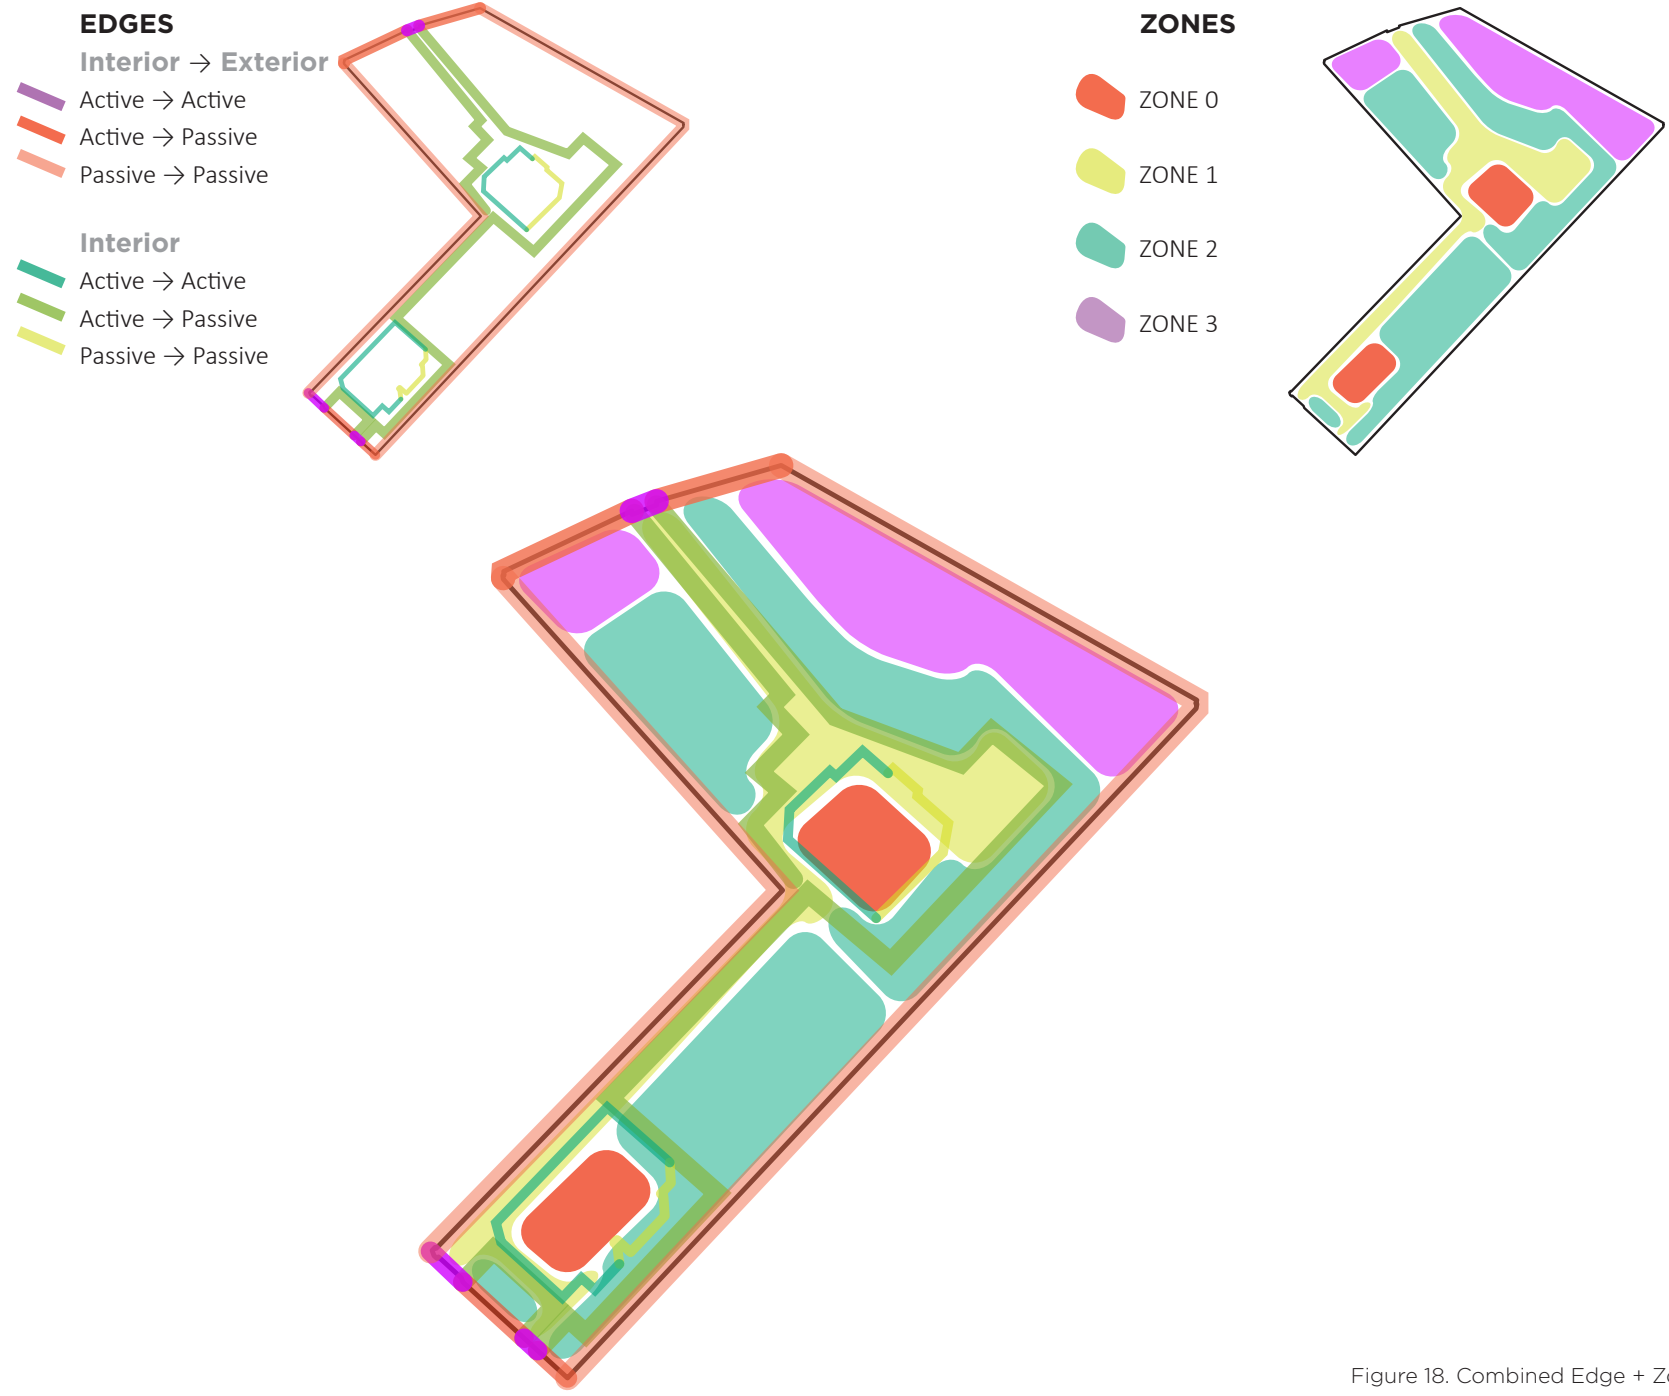 EDGES
Interior → Exterior
Active → Active
Active → Passive
Passive → Passive
Interior
Active → Active
Active → Passive
Passive → Passive
ZONES
ZONE 0
ZONE 1
ZONE 2
ZONE 3
Figure 18. Combined Edge +